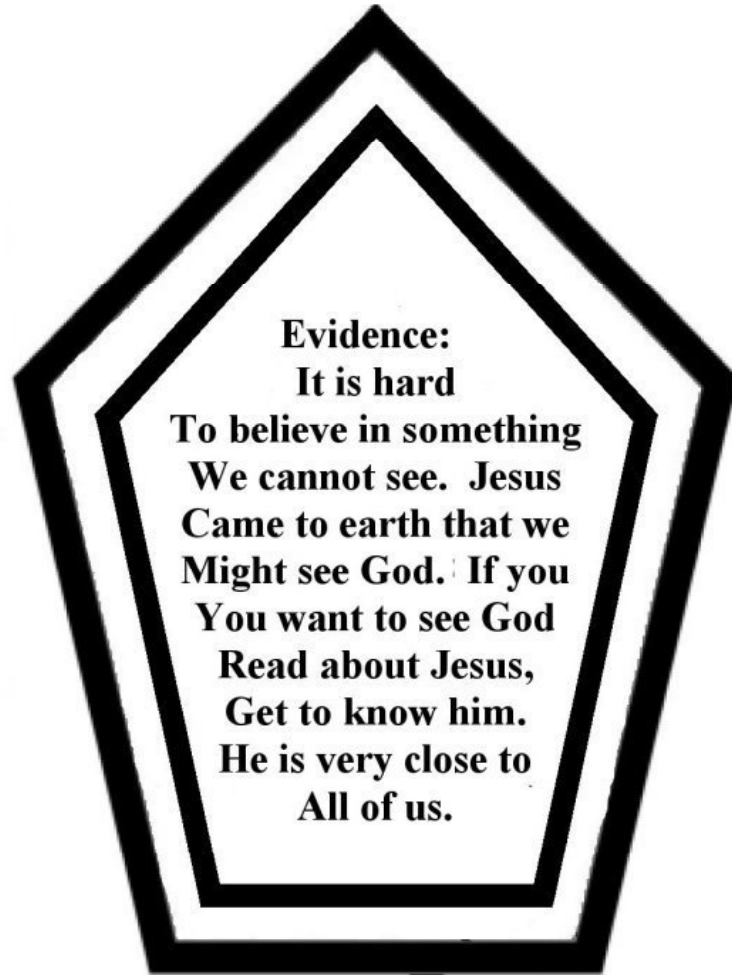 Evidence:
It is hard
To believe in something
We cannot see.  Jesus
Came to earth that we
Might see God.  If you
You want to see God
Read about Jesus,
Get to know him.
He is very close to
All of us.